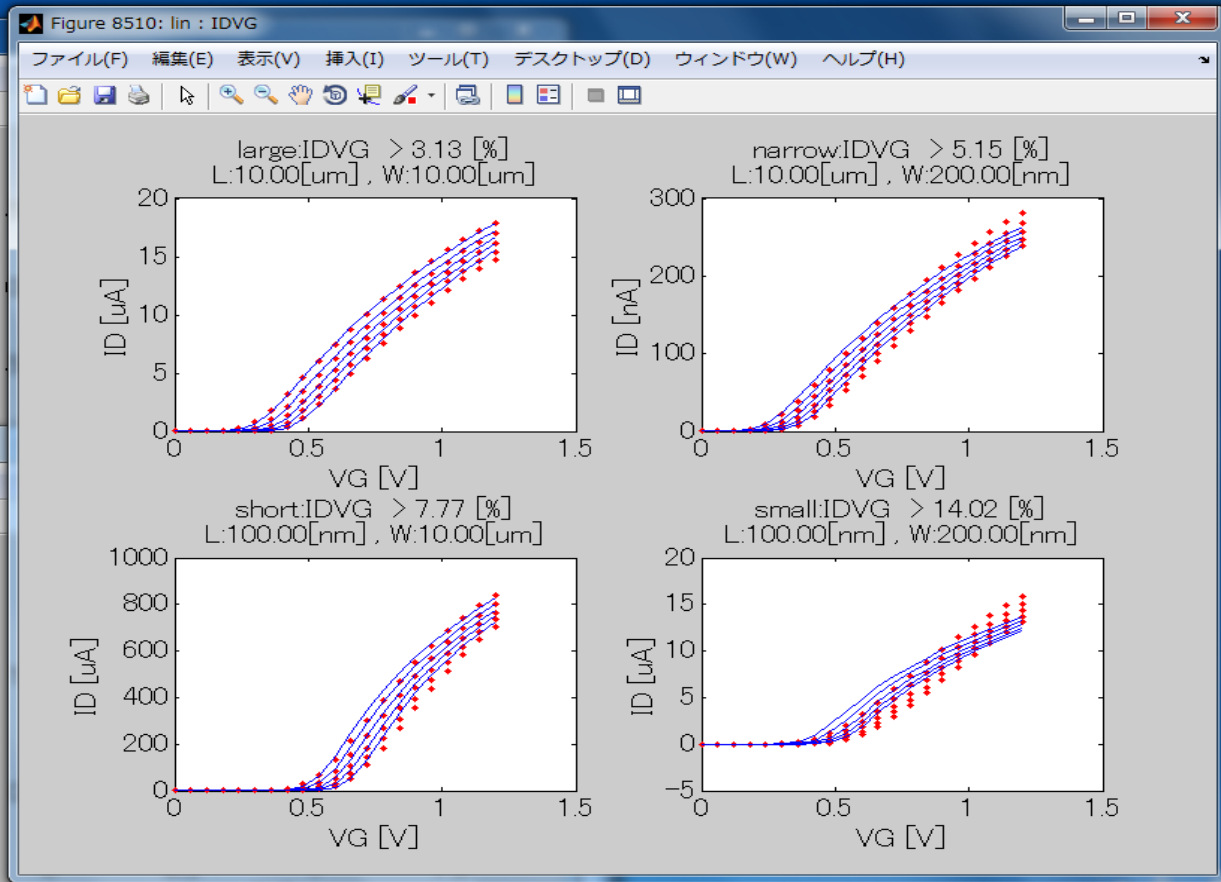 Figure 8510: lin : IDVG
ファイル(F) 編集(E) 表示(V) 挿入(I) ツール(T) デスクトップ(D) ウィンドウ(W) ヘルプ(H)
large:IDVG > 3.13 [%]
L:10.00[um] , W:10.00[um]
20
15
10
5
0
ID [uA]
0 0.5 1 1.5
VG [V]
narrow:IDVG > 5.15 [%]
L:10.00[um] , W:200.00[nm]
300
200
100
0
ID [nA]
0 0.5 1 1.5
VG [V]
short:IDVG > 7.77 [%]
L:100.00[nm] , W:10.00[um]
1000
800
600
400
200
0
ID [uA]
0 0.5 1 1.5
VG [V]
small:IDVG > 14.02 [%]
L:100.00[nm] , W:200.00[nm]
20
15
10
5
0
-5
ID [uA]
0 0.5 1 1.5
VG [V]